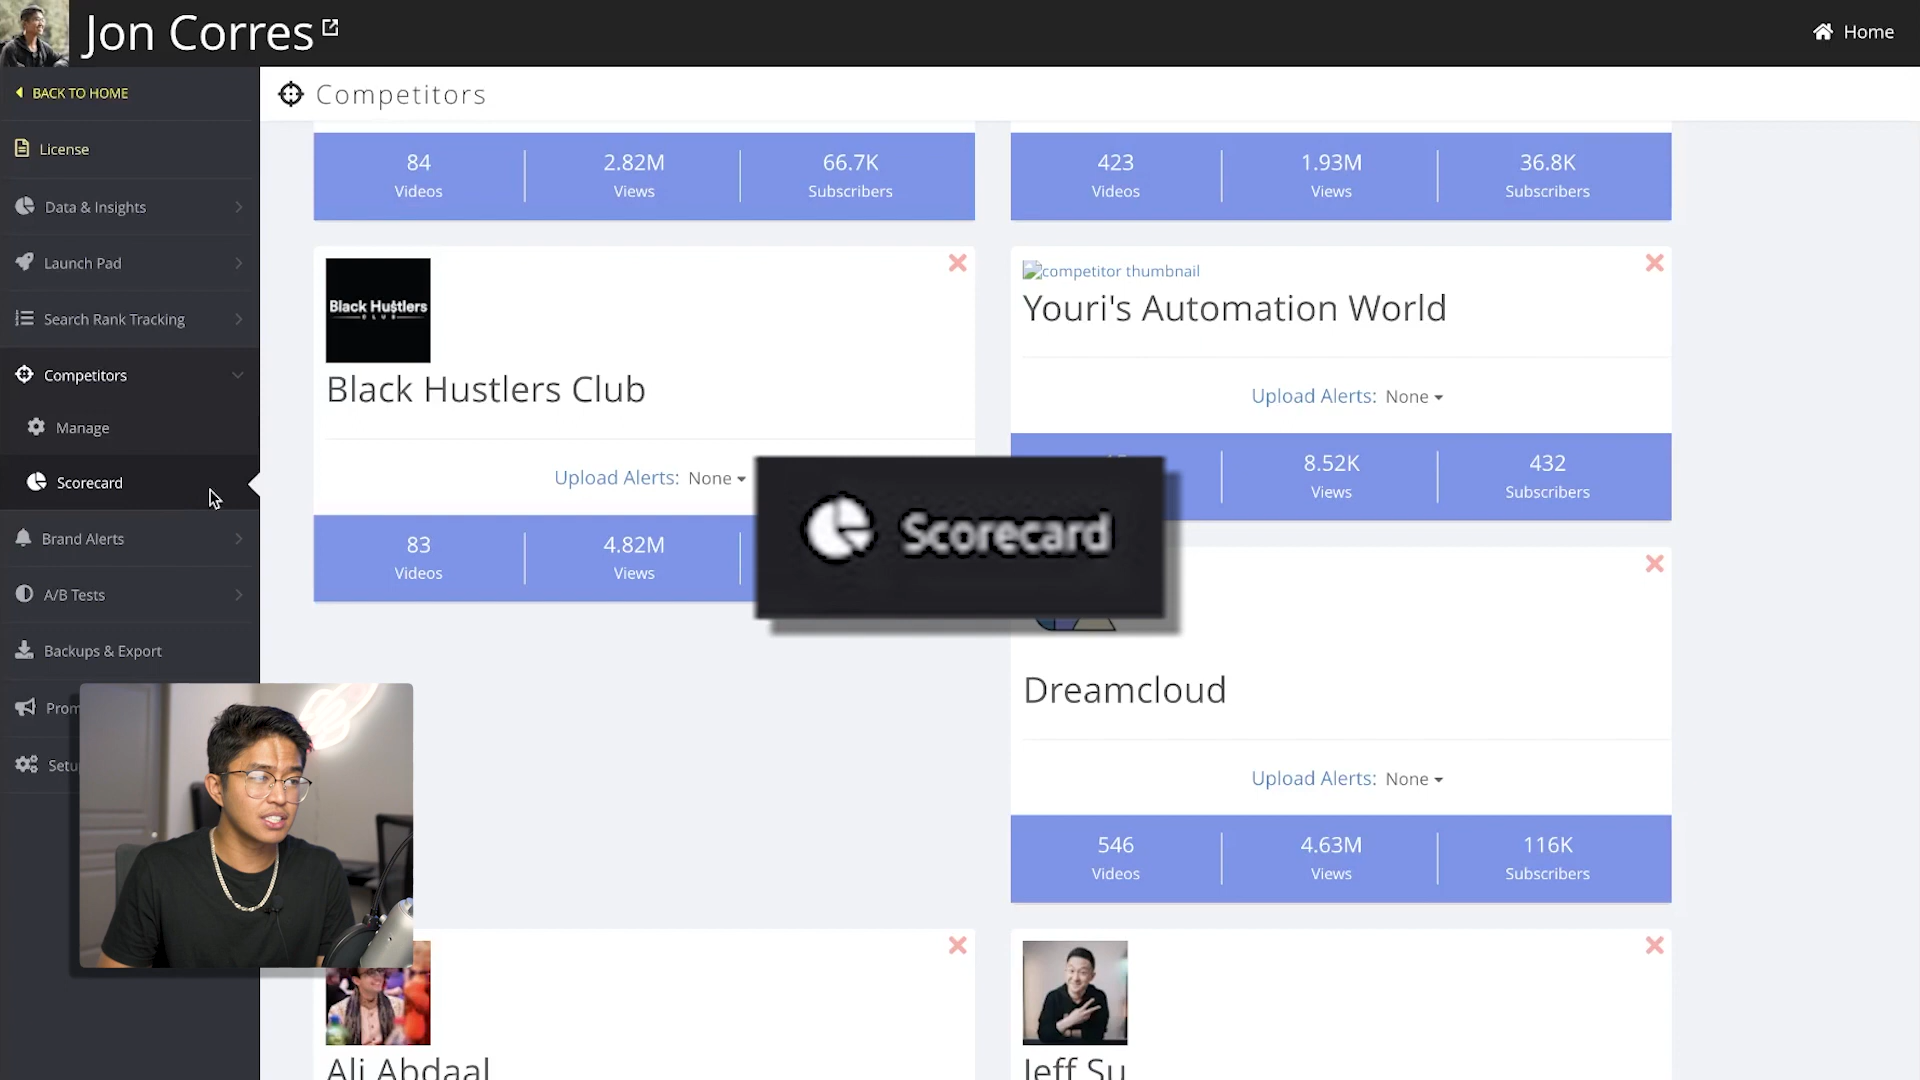 Jon Corres
Home
BACK TO HOME
Competitors
License
Data & Insights
Launch Pad
Search Rank Tracking
Competitors
Manage
Scorecard
Brand Alerts
A/B Tests
Backups & Export
84
Videos
2.82M
Views
66.7K
Subscribers
423
Videos
1.93M
Views
36.8K
Subscribers
Black Hustlers
CLUB
Black Hustlers Club
Upload Alerts: None
83
Videos
4.82M
Views
competitor thumbnail
Youri's Automation World
Upload Alerts: None
8.52K
Views
432
Subscribers
Scorecard
Dreamcloud
Upload Alerts: None
546
Videos
4.63M
Views
116K
Subscribers
Ali Abdaal
Jeff Su